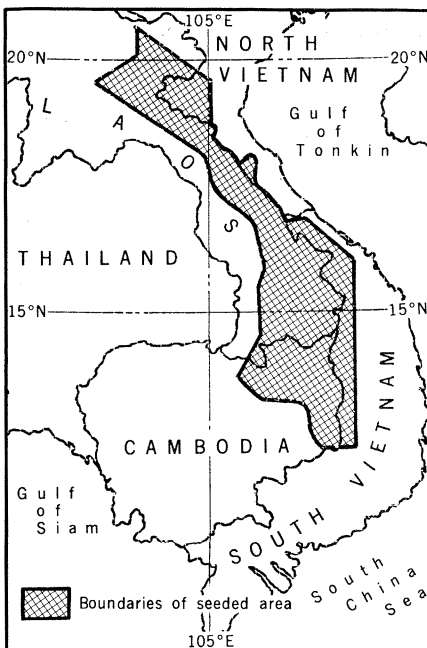 105°E
NORTH
VIETNAM
20°N
20°N
Gulf
of
Tonkin
LAOS
THAILAND
15°N
15°N
CAMBODIA
SOUTH VIETNAM
Gulf
of
Siam
South
China
Sea
Boundaries of seeded area
105°E